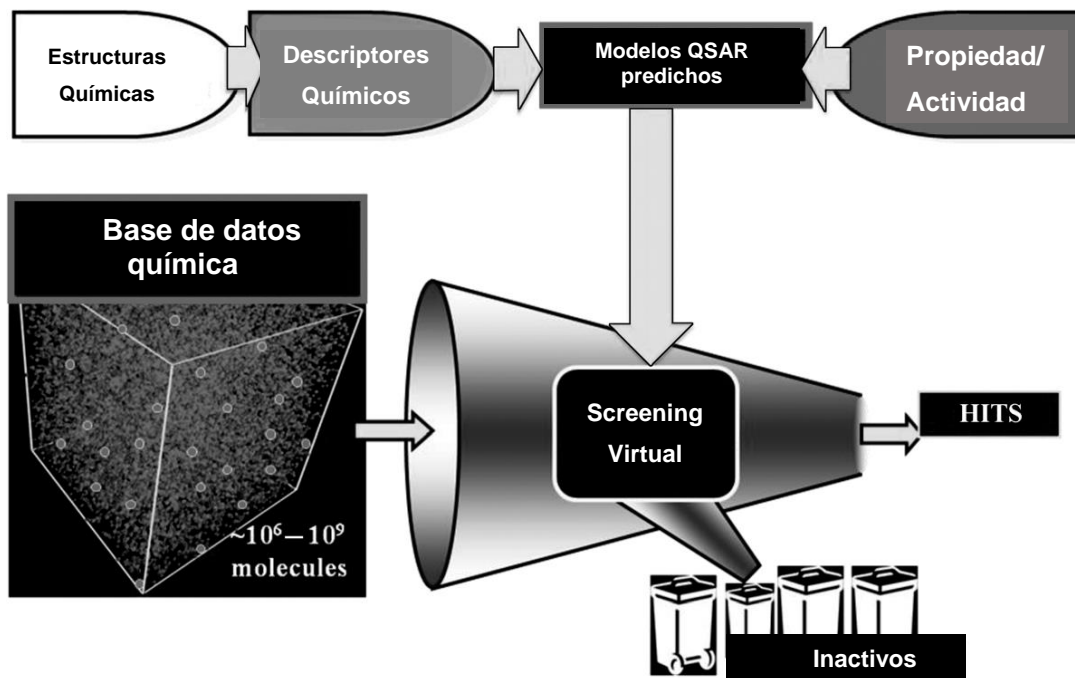 Estructuras
Químicas
Descriptores
Químicos
Modelos QSAR
predichos
Propiedad/
Actividad
Base de datos
química
~10⁶–10⁹
molecules
Screening
Virtual
HITS
Inactivos